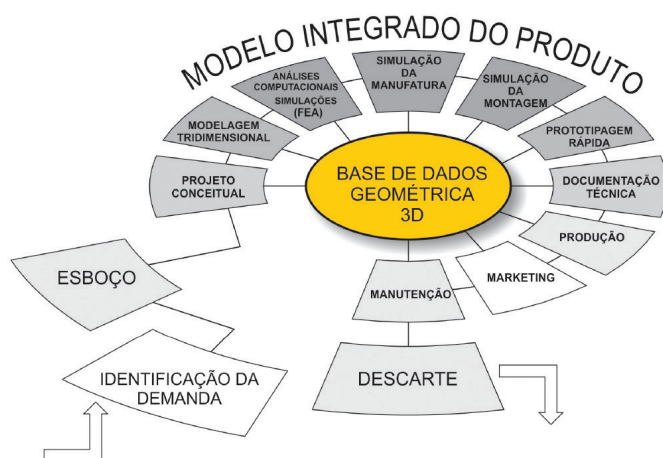 MODELO INTEGRADO DO PRODUTO
ANÁLISES
COMPUTACIONAIS
SIMULAÇÕES
(FEA)
SIMULAÇÃO
DA
MANUFATURA
SIMULAÇÃO
DA
MONTAGEM
MODELAGEM
TRIDIMENSIONAL
PROTOTIPAGEM
RÁPIDA
PROJETO
CONCEITUAL
BASE DE DADOS
GEOMÉTRICA
3D
DOCUMENTAÇÃO
TÉCNICA
PRODUÇÃO
ESBOÇO
MANUTENÇÃO
MARKETING
IDENTIFICAÇÃO DA
DEMANDA
DESCARTE